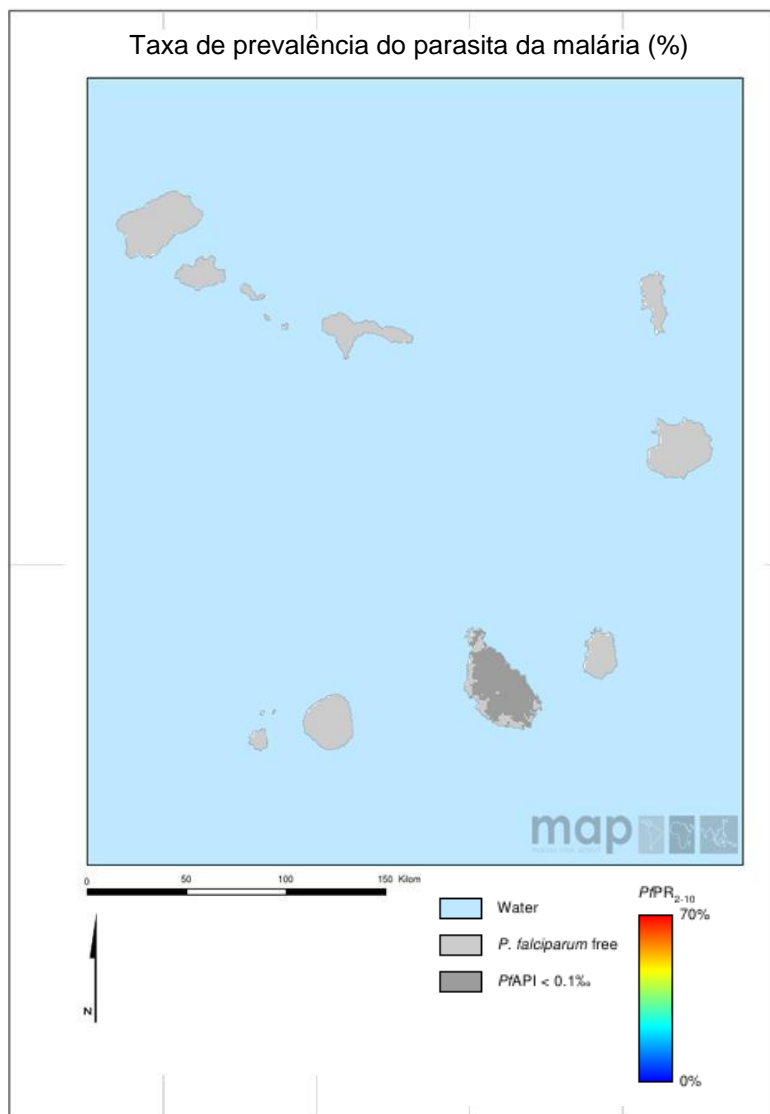 Taxa de prevalência do parasita da malária (%)
map
0 50 100 150 Kilom
Water
P. falciparum free
PfAPI < 0.1‰
PfPR2-10
70%
0%
N